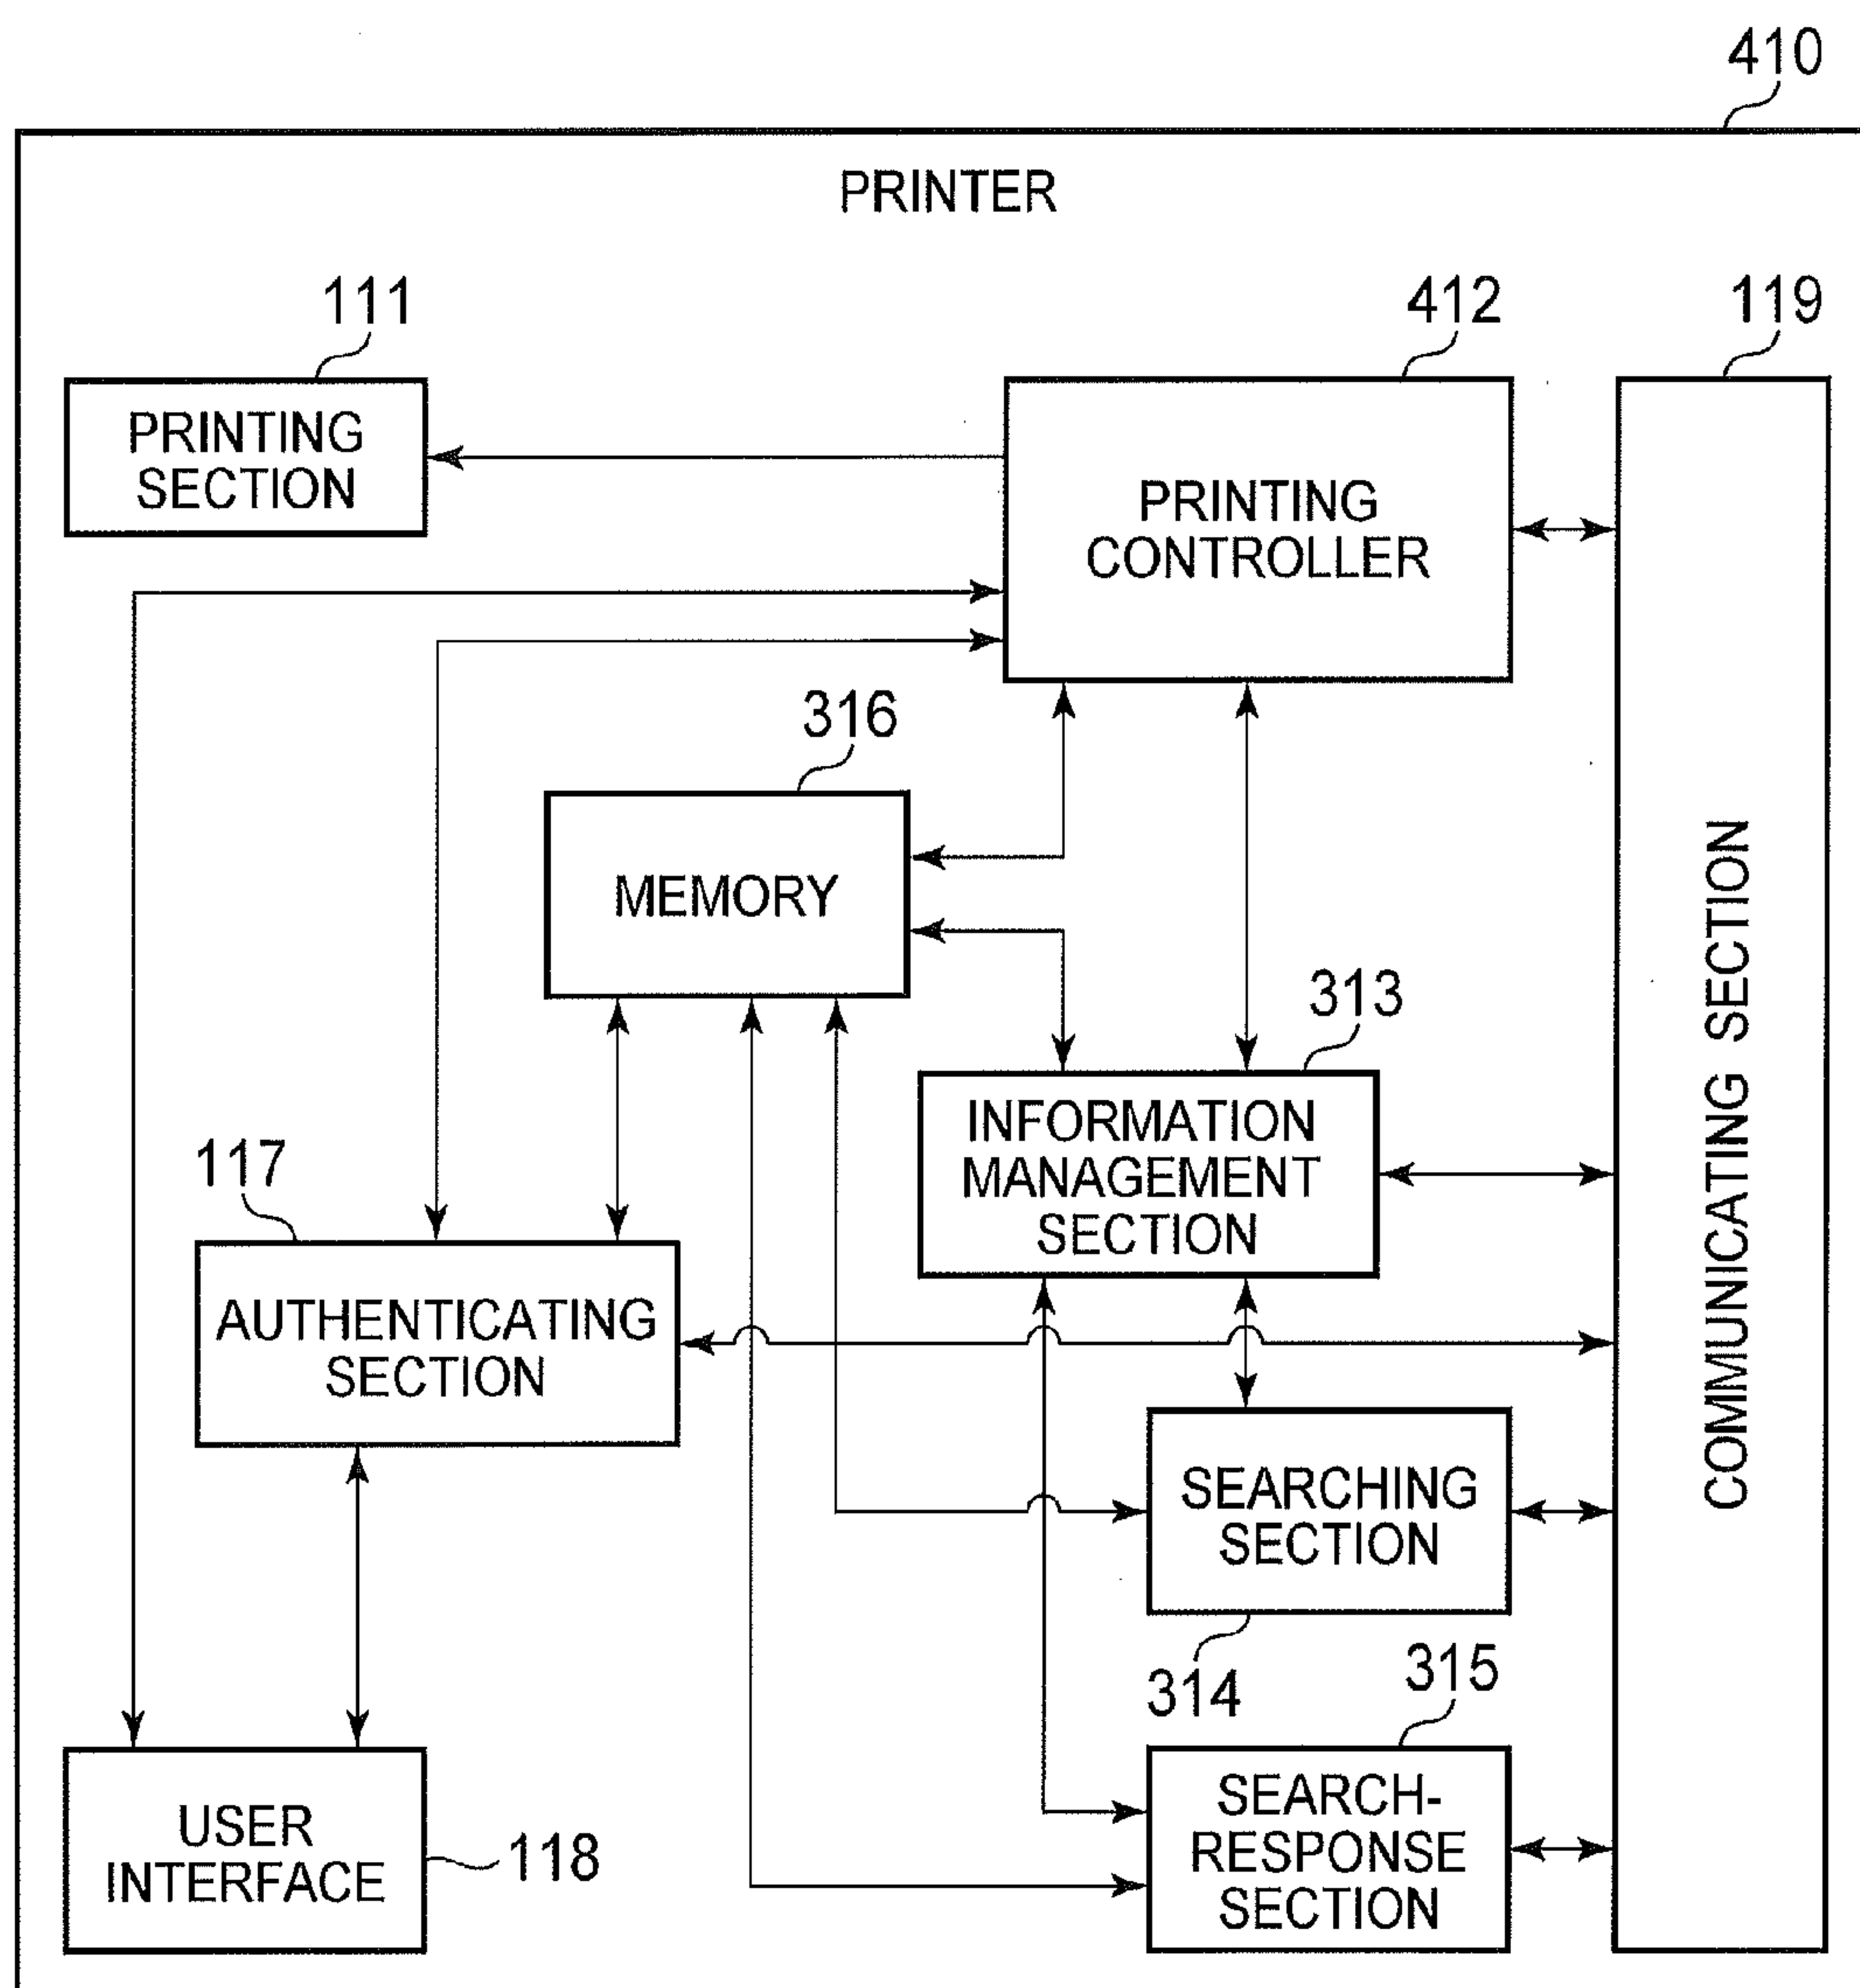 410
PRINTER
111
412
119
PRINTING
SECTION
PRINTING
CONTROLLER
316
MEMORY
313
INFORMATION
MANAGEMENT
SECTION
COMMUNICATING SECTION
117
AUTHENTICATING
SECTION
SEARCHING
SECTION
314
315
USER
INTERFACE
118
SEARCH-
RESPONSE
SECTION